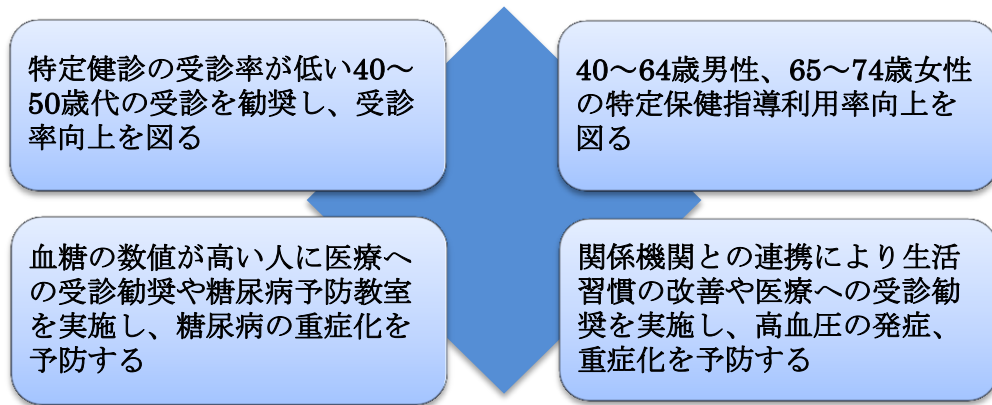 特定健診の受診率が低い40～
50歳代の受診を勧奨し、受診
率向上を図る
40～64歳男性、65～74歳女性
の特定保健指導利用率向上を
図る
血糖の数値が高い人に医療へ
の受診勧奨や糖尿病予防教室
を実施し、糖尿病の重症化を
予防する
関係機関との連携により生活
習慣の改善や医療への受診勧
奨を実施し、高血圧の発症、
重症化を予防する